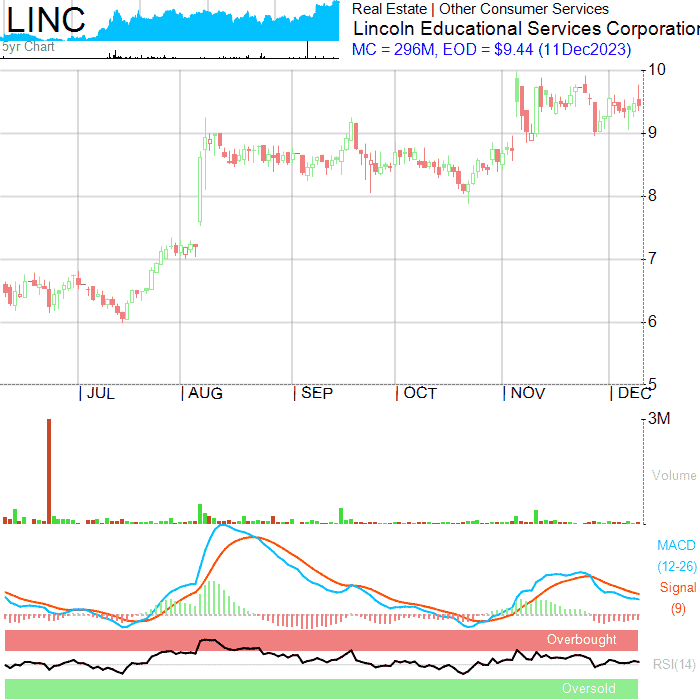 LINC
5yr Chart
Real Estate | Other Consumer Services
Lincoln Educational Services Corporation
MC = 296M, EOD = $9.44 (11Dec2023)
10
9
8
7
6
5
| JUL
| AUG
| SEP
| OCT
| NOV
| DEC
3M
Volume
MACD
(12-26)
Signal
(9)
Overbought
RSI(14)
Oversold